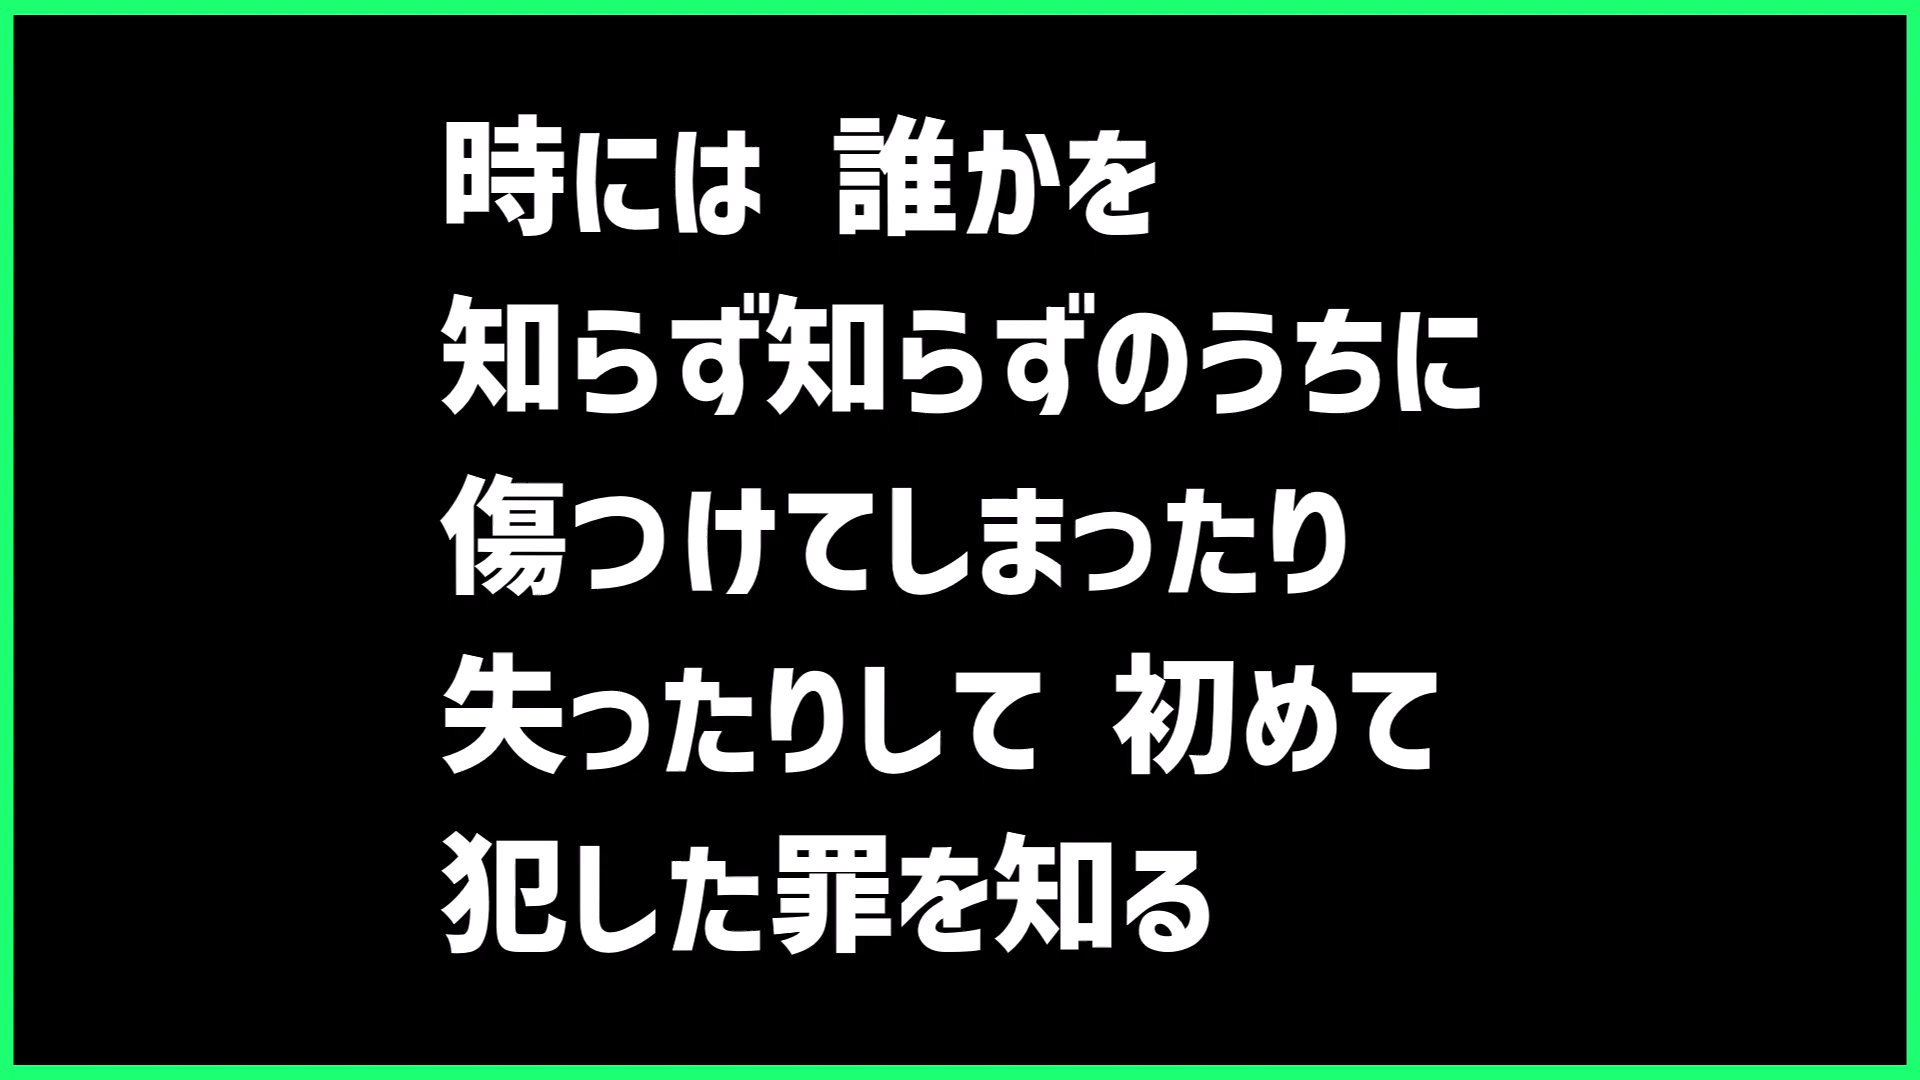 時には 誰かを
知らず知らずのうちに
傷つけてしまったり
失ったりして 初めて
犯した罪を知る